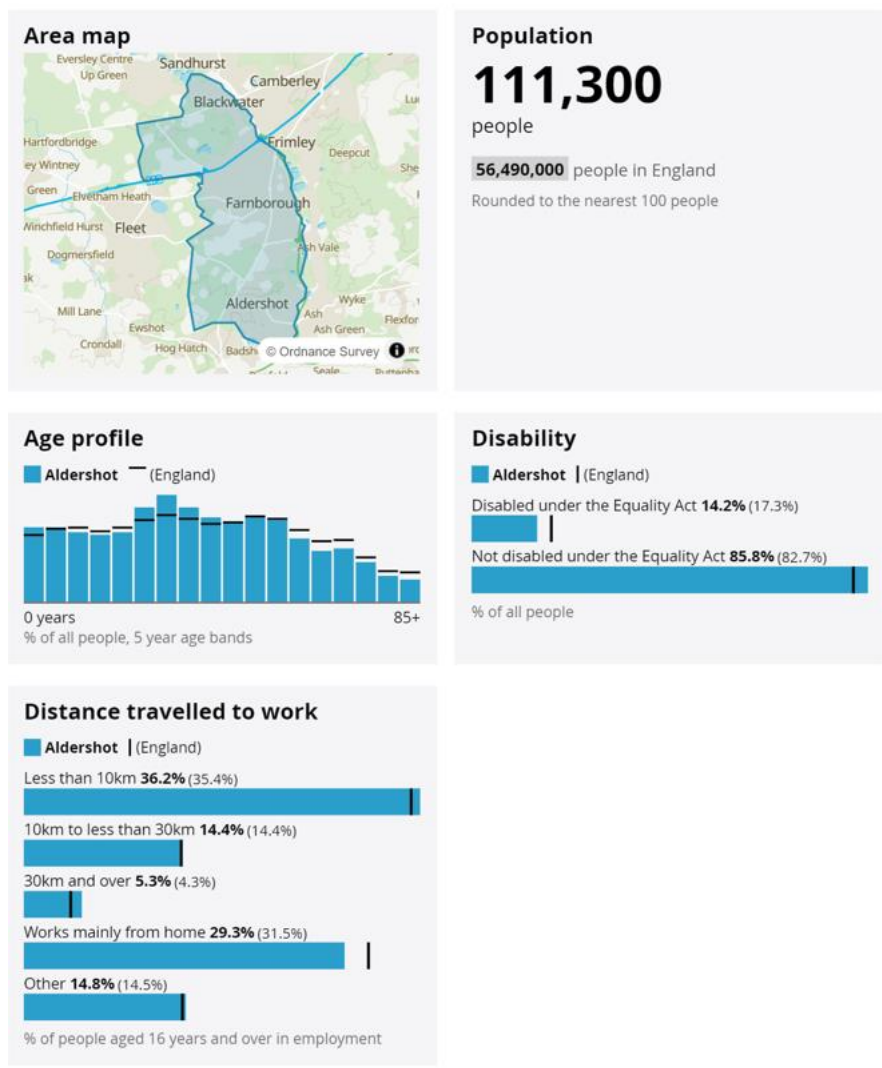 Area map
Eversley Centre
Up Green
Sandhurst
Camberley
Blackwater
Hartfordbridge
Frimley
Deepcut
ey Wintney
Green
Elvetham Heath
Farnborough
Winchfield Hurst
Fleet
Ash Vale
Dogmersfield
Aldershot
Wyke
Mill Lane
Ash
Flexfor
Ewshot
Ash Green
Crondall
Hog Hatch
Badsh
© Ordnance Survey
Seale
Population
111,300
people
56,490,000 people in England
Rounded to the nearest 100 people
Age profile
Aldershot (England)
0 years 85+
% of all people, 5 year age bands
Disability
Aldershot (England)
Disabled under the Equality Act 14.2% (17.3%)
Not disabled under the Equality Act 85.8% (82.7%)
% of all people
Distance travelled to work
Aldershot (England)
Less than 10km 36.2% (35.4%)
10km to less than 30km 14.4% (14.4%)
30km and over 5.3% (4.3%)
Works mainly from home 29.3% (31.5%)
Other 14.8% (14.5%)
% of people aged 16 years and over in employment